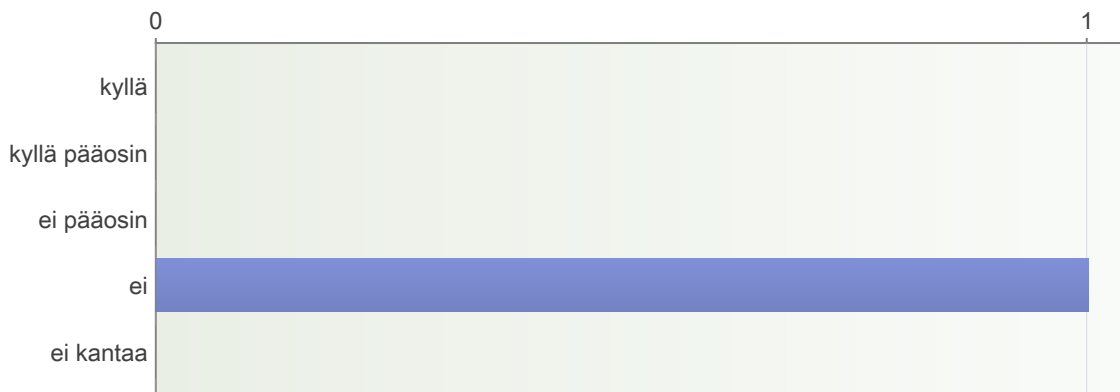 0 1
kyllä
kyllä pääosin
ei pääosin
ei
ei kantaa